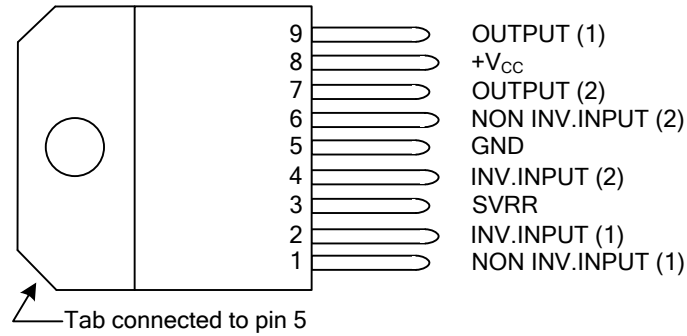 9 OUTPUT (1)
8 +VCC
7 OUTPUT (2)
6 NON INV.INPUT (2)
5 GND
4 INV.INPUT (2)
3 SVRR
2 INV.INPUT (1)
1 NON INV.INPUT (1)
Tab connected to pin 5